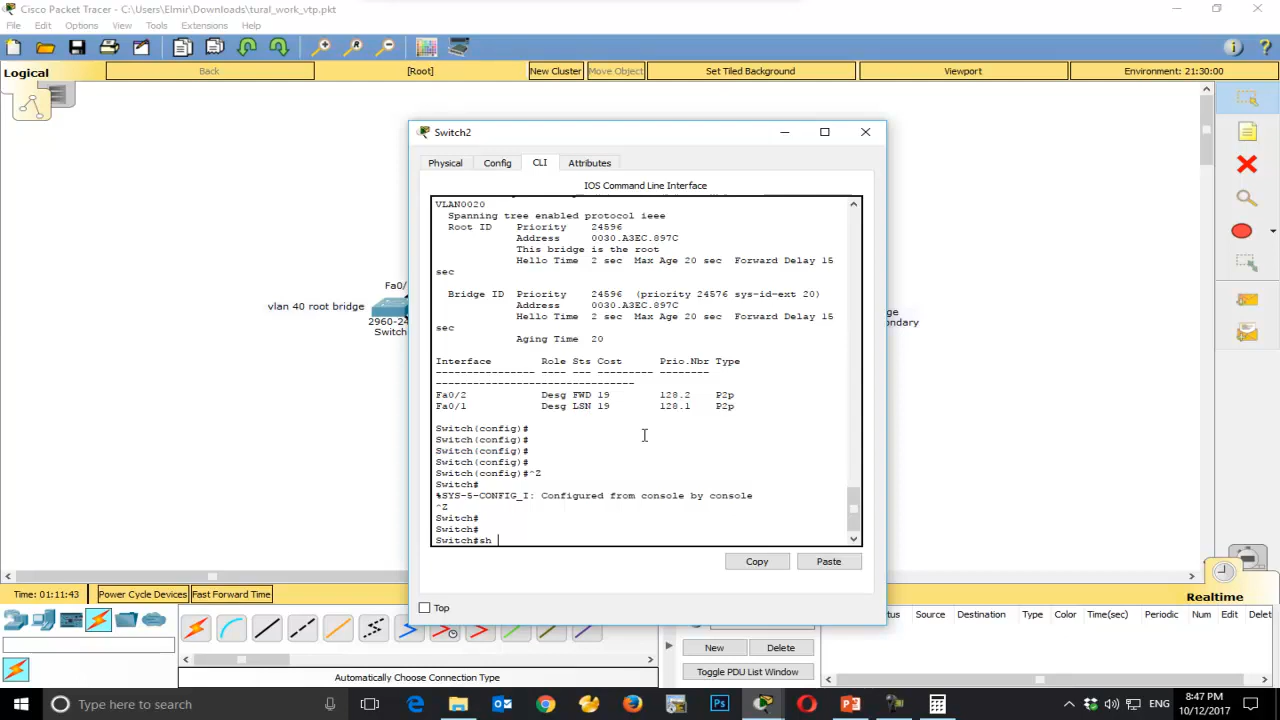 Cisco Packet Tracer - C:\Users\Elmir\Downloads\tural_work_vtp.pkt
File Edit Options View Tools Extensions Help
Logical Back [Root] New Cluster Move Object Set Tiled Background Viewport Environment: 21:30:00
Switch2
Physical Config CLI Attributes
IOS Command Line Interface
VLAN0020
Spanning tree enabled protocol ieee
Root ID Priority 24596
Address 0030.A3EC.897C
This bridge is the root
Hello Time 2 sec Max Age 20 sec Forward Delay 15
sec
Bridge ID Priority 24596 (priority 24576 sys-id-ext 20)
Address 0030.A3EC.897C
Hello Time 2 sec Max Age 20 sec Forward Delay 15
sec
Aging Time 20
Interface Role Sts Cost Prio.Nbr Type
---------------- ---- --- --------- --------
--------------------------------
Fa0/2 Desg FWD 19 128.2 P2p
Fa0/1 Desg LSN 19 128.1 P2p
Switch(config)#
Switch(config)#
Switch(config)#
Switch(config)#
Switch(config)#^Z
Switch#
%SYS-5-CONFIG_I: Configured from console by console
^Z
Switch#
Switch#
Switch#sh
Copy Paste
Top
Fa0/
vlan 40 root bridge
2960-24
Switch
ge
ndary
Time: 01:11:43 Power Cycle Devices Fast Forward Time
Realtime
Source Destination Type Color Time(sec) Periodic Num Edit Delet
New Delete
Toggle PDU List Window
Automatically Choose Connection Type
Type here to search
ENG
8:47 PM
10/12/2017